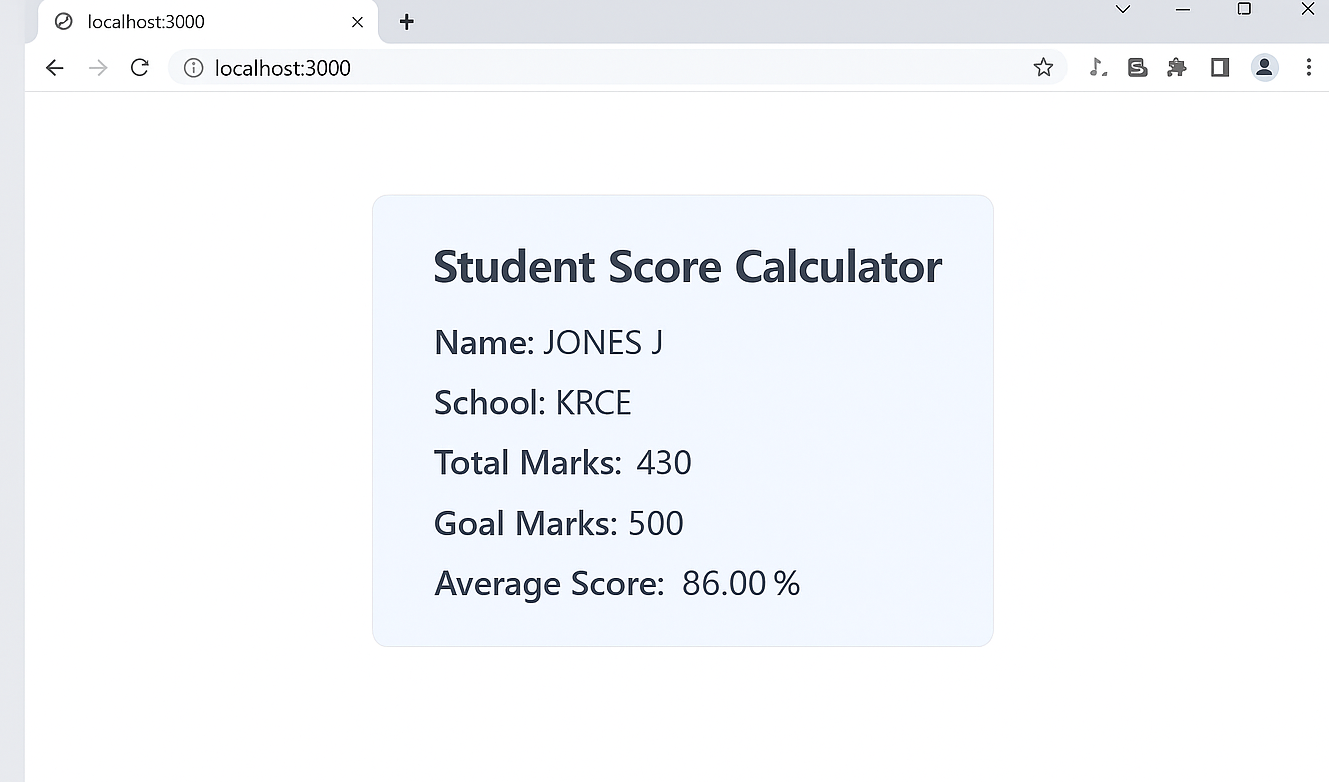 localhost:3000
localhost:3000
Student Score Calculator
Name: JONES J
School: KRCE
Total Marks: 430
Goal Marks: 500
Average Score: 86.00 %